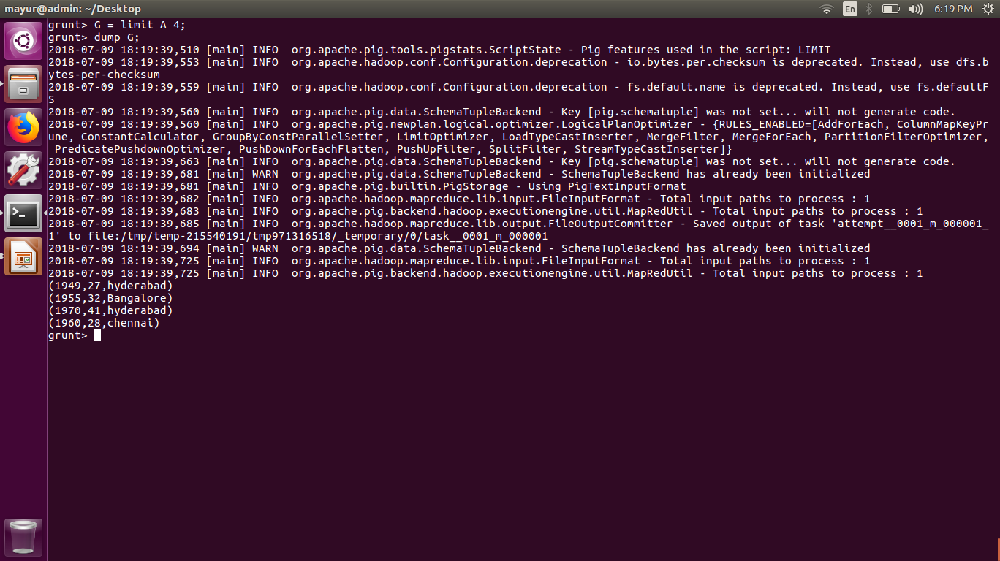 mayur@admin: ~/Desktop
En
6:19 PM
grunt> G = limit A 4;
grunt> dump G;
2018-07-09 18:19:39,510 [main] INFO  org.apache.pig.tools.pigstats.ScriptState - Pig features used in the script: LIMIT
2018-07-09 18:19:39,553 [main] INFO  org.apache.hadoop.conf.Configuration.deprecation - io.bytes.per.checksum is deprecated. Instead, use dfs.b
ytes-per-checksum
2018-07-09 18:19:39,559 [main] INFO  org.apache.hadoop.conf.Configuration.deprecation - fs.default.name is deprecated. Instead, use fs.defaultF
S
2018-07-09 18:19:39,560 [main] INFO  org.apache.pig.data.SchemaTupleBackend - Key [pig.schematuple] was not set... will not generate code.
2018-07-09 18:19:39,560 [main] INFO  org.apache.pig.newplan.logical.optimizer.LogicalPlanOptimizer - {RULES_ENABLED=[AddForEach, ColumnMapKeyPr
une, ConstantCalculator, GroupByConstParallelSetter, LimitOptimizer, LoadTypeCastInserter, MergeFilter, MergeForEach, PartitionFilterOptimizer,
 PredicatePushdownOptimizer, PushDownForEachFlatten, PushUpFilter, SplitFilter, StreamTypeCastInserter]}
2018-07-09 18:19:39,663 [main] INFO  org.apache.pig.data.SchemaTupleBackend - Key [pig.schematuple] was not set... will not generate code.
2018-07-09 18:19:39,681 [main] WARN  org.apache.pig.data.SchemaTupleBackend - SchemaTupleBackend has already been initialized
2018-07-09 18:19:39,681 [main] INFO  org.apache.pig.builtin.PigStorage - Using PigTextInputFormat
2018-07-09 18:19:39,682 [main] INFO  org.apache.hadoop.mapreduce.lib.input.FileInputFormat - Total input paths to process : 1
2018-07-09 18:19:39,683 [main] INFO  org.apache.pig.backend.hadoop.executionengine.util.MapRedUtil - Total input paths to process : 1
2018-07-09 18:19:39,685 [main] INFO  org.apache.hadoop.mapreduce.lib.output.FileOutputCommitter - Saved output of task 'attempt__0001_m_000001_
1' to file:/tmp/temp-215540191/tmp971316518/_temporary/0/task__0001_m_000001
2018-07-09 18:19:39,694 [main] WARN  org.apache.pig.data.SchemaTupleBackend - SchemaTupleBackend has already been initialized
2018-07-09 18:19:39,725 [main] INFO  org.apache.hadoop.mapreduce.lib.input.FileInputFormat - Total input paths to process : 1
2018-07-09 18:19:39,725 [main] INFO  org.apache.pig.backend.hadoop.executionengine.util.MapRedUtil - Total input paths to process : 1
(1949,27,hyderabad)
(1955,32,Bangalore)
(1970,41,hyderabad)
(1960,28,chennai)
grunt>